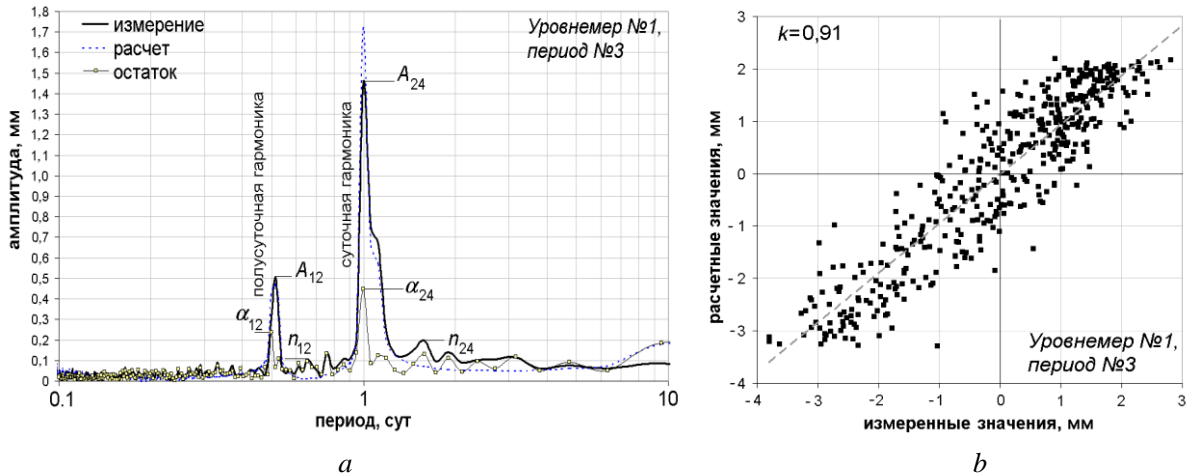 измерение
расчет
остаток
Уровнемер №1,
период №3
амплитуда, мм
1,8
1,7
1,6
1,5
1,4
1,3
1,2
1,1
1
0,9
0,8
0,7
0,6
0,5
0,4
0,3
0,2
0,1
0
полусуточная гармоника
суточная гармоника
A24
A12
α24
α12
n12
n24
0.1
1
10
период, сут
a
k=0,91
расчетные значения, мм
3
2
1
0
-1
-2
-3
-4
Уровнемер №1,
период №3
-4 -3 -2 -1 0 1 2 3
измеренные значения, мм
b